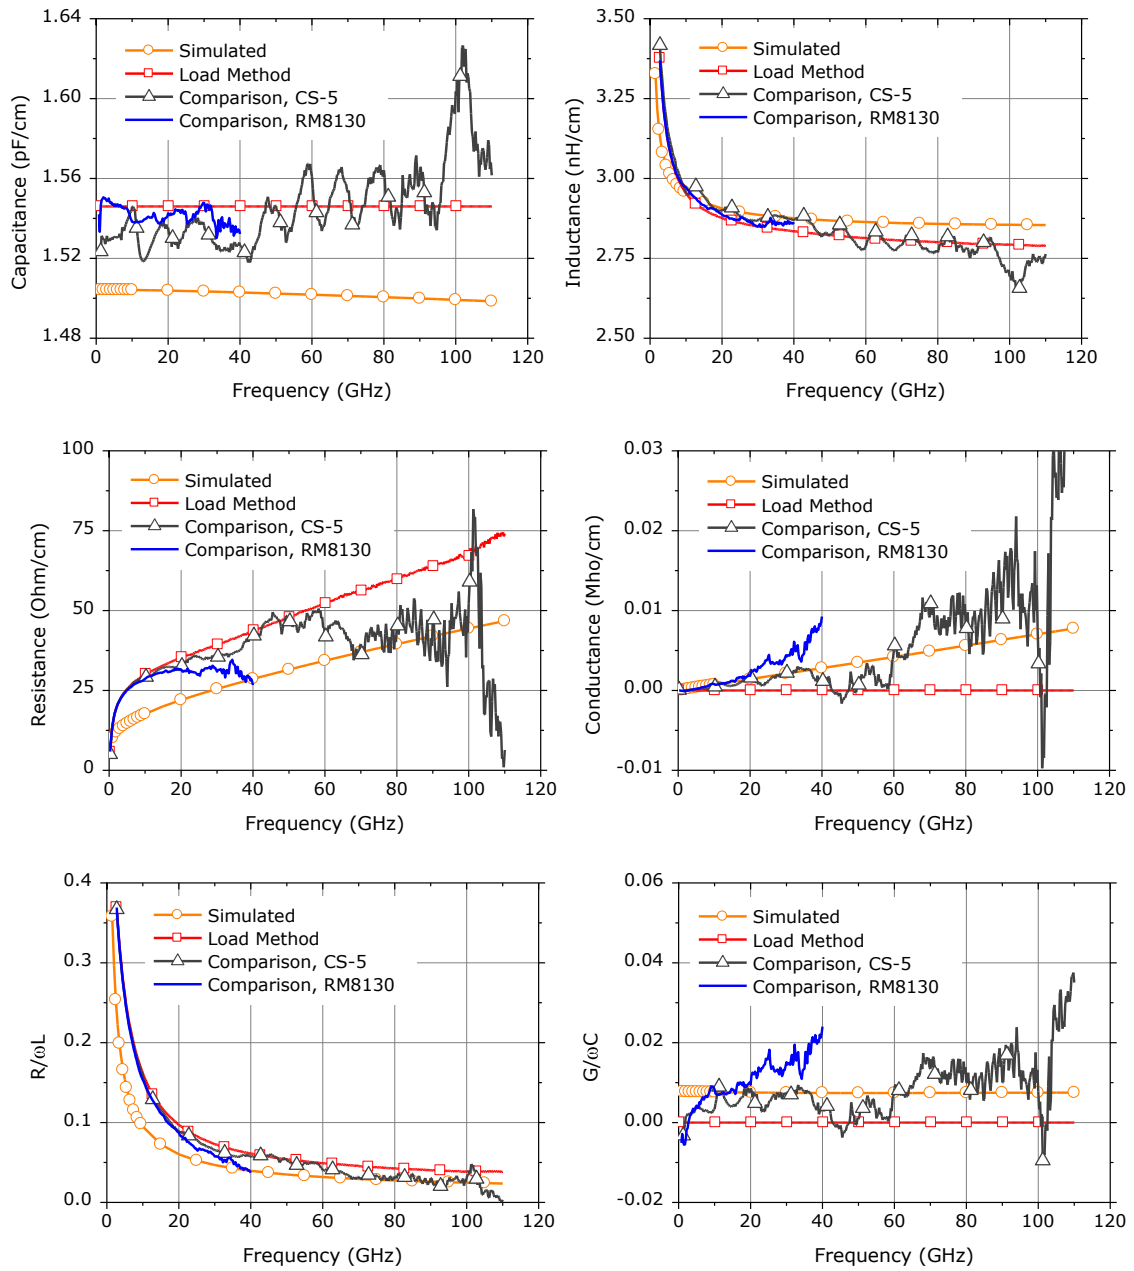 Capacitance (pF/cm)
1.64
1.60
1.56
1.52
1.48
Simulated
Load Method
Comparison, CS-5
Comparison, RM8130
0 20 40 60 80 100 120
Frequency (GHz)
Inductance (nH/cm)
3.50
3.25
3.00
2.75
2.50
Simulated
Load Method
Comparison, CS-5
Comparison, RM8130
0 20 40 60 80 100 120
Frequency (GHz)
Resistance (Ohm/cm)
100
75
50
25
0
Simulated
Load Method
Comparison, CS-5
Comparison, RM8130
0 20 40 60 80 100 120
Frequency (GHz)
Conductance (Mho/cm)
0.03
0.02
0.01
0.00
-0.01
Simulated
Load Method
Comparison, CS-5
Comparison, RM8130
0 20 40 60 80 100 120
Frequency (GHz)
R/ωL
0.4
0.3
0.2
0.1
0.0
Simulated
Load Method
Comparison, CS-5
Comparison, RM8130
0 20 40 60 80 100 120
Frequency (GHz)
G/ωC
0.06
0.04
0.02
0.00
-0.02
Simulated
Load Method
Comparison, CS-5
Comparison, RM8130
0 20 40 60 80 100 120
Frequency (GHz)